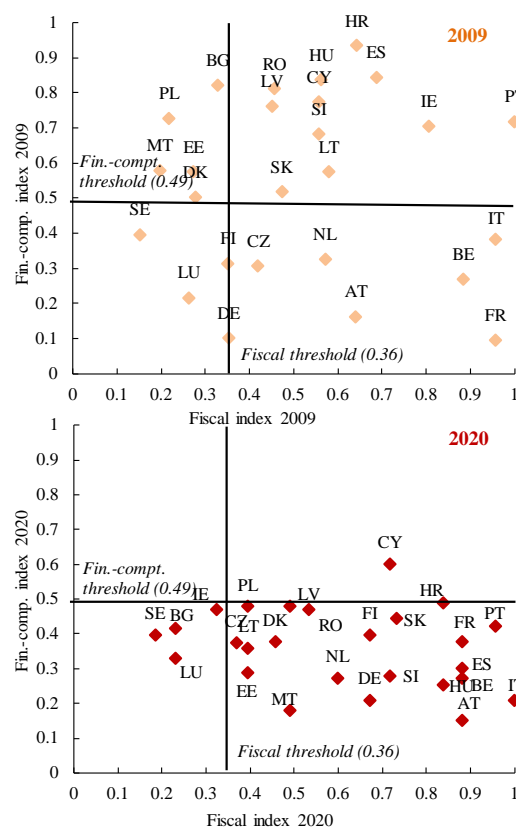 2009
Fin.-comp. index 2009
1
0.9
0.8
0.7
0.6
0.5
0.4
0.3
0.2
0.1
0
HR
BG
RO
HU
ES
LV
CY
PL
SI
IE
PT
MT
EE
LT
Fin.-compt.
threshold (0.49)
DK
SK
SE
FI
CZ
NL
IT
LU
BE
DE
AT
FR
Fiscal threshold (0.36)
0 0.1 0.2 0.3 0.4 0.5 0.6 0.7 0.8 0.9 1
Fiscal index 2009
2020
Fin.-comp. index 2020
1
0.9
0.8
0.7
0.6
0.5
0.4
0.3
0.2
0.1
0
CY
Fin.-compt.
threshold (0.49)
IE
PL
LV
HR
SE
BG
CZ
LT
DK
RO
FI
SK
FR
PT
LU
EE
NL
DE
SI
ES
HU
BE
IT
MT
AT
Fiscal threshold (0.36)
0 0.1 0.2 0.3 0.4 0.5 0.6 0.7 0.8 0.9 1
Fiscal index 2020